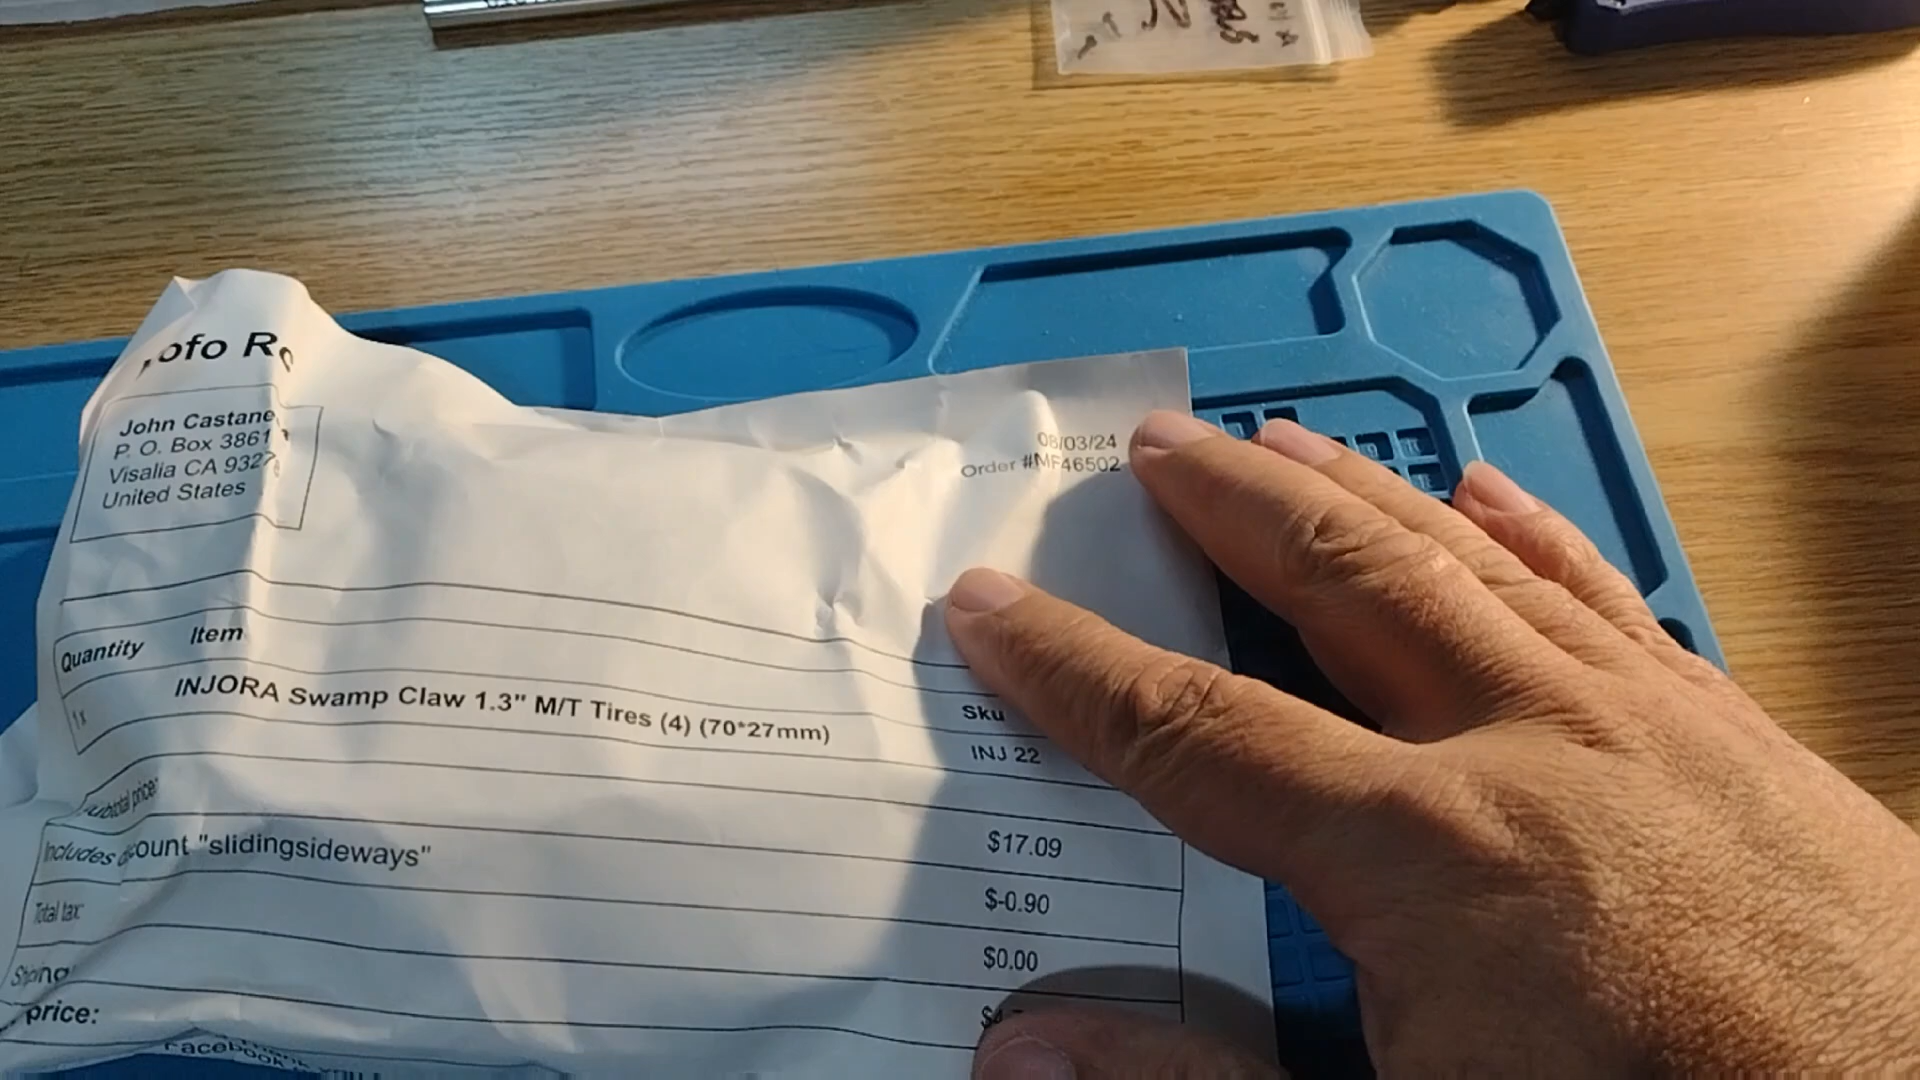 ofo R
John Castane
P. O. Box 3861
Visalia CA 9327
United States
08/03/24
Order #MF46502
Quantity Item Sku
1x INJORA Swamp Claw 1.3" M/T Tires (4) (70*27mm) INJ 22
Subtotal price: $17.09
Includes discount "slidingsideways" $-0.90
Total tax: $0.00
Shipping
price:
Facebook